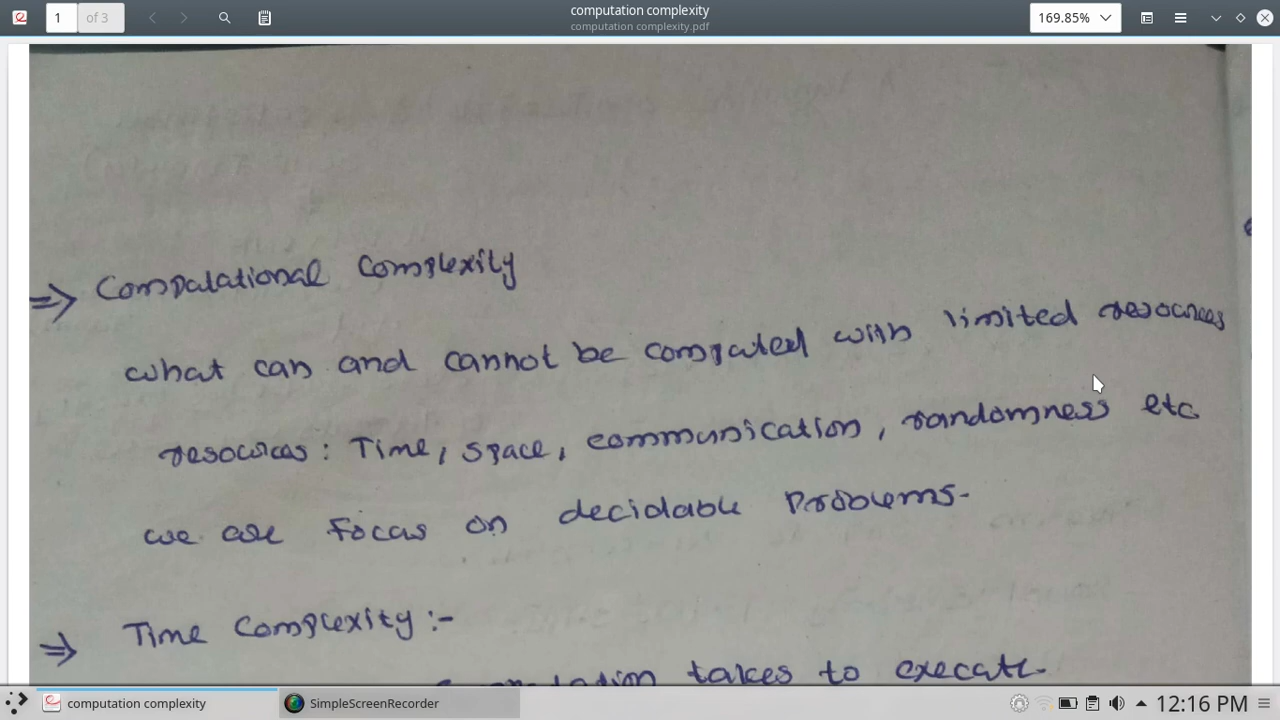 1 of 3
computation complexity
computation complexity.pdf
169.85%
⇒ Computational Complexity
what can and cannot be computed with limited resources
resources: Time, space, communication, randomness etc
we are focus on decidable Problems.
⇒ Time Complexity :-
takes to execute.
computation complexity
SimpleScreenRecorder
12:16 PM